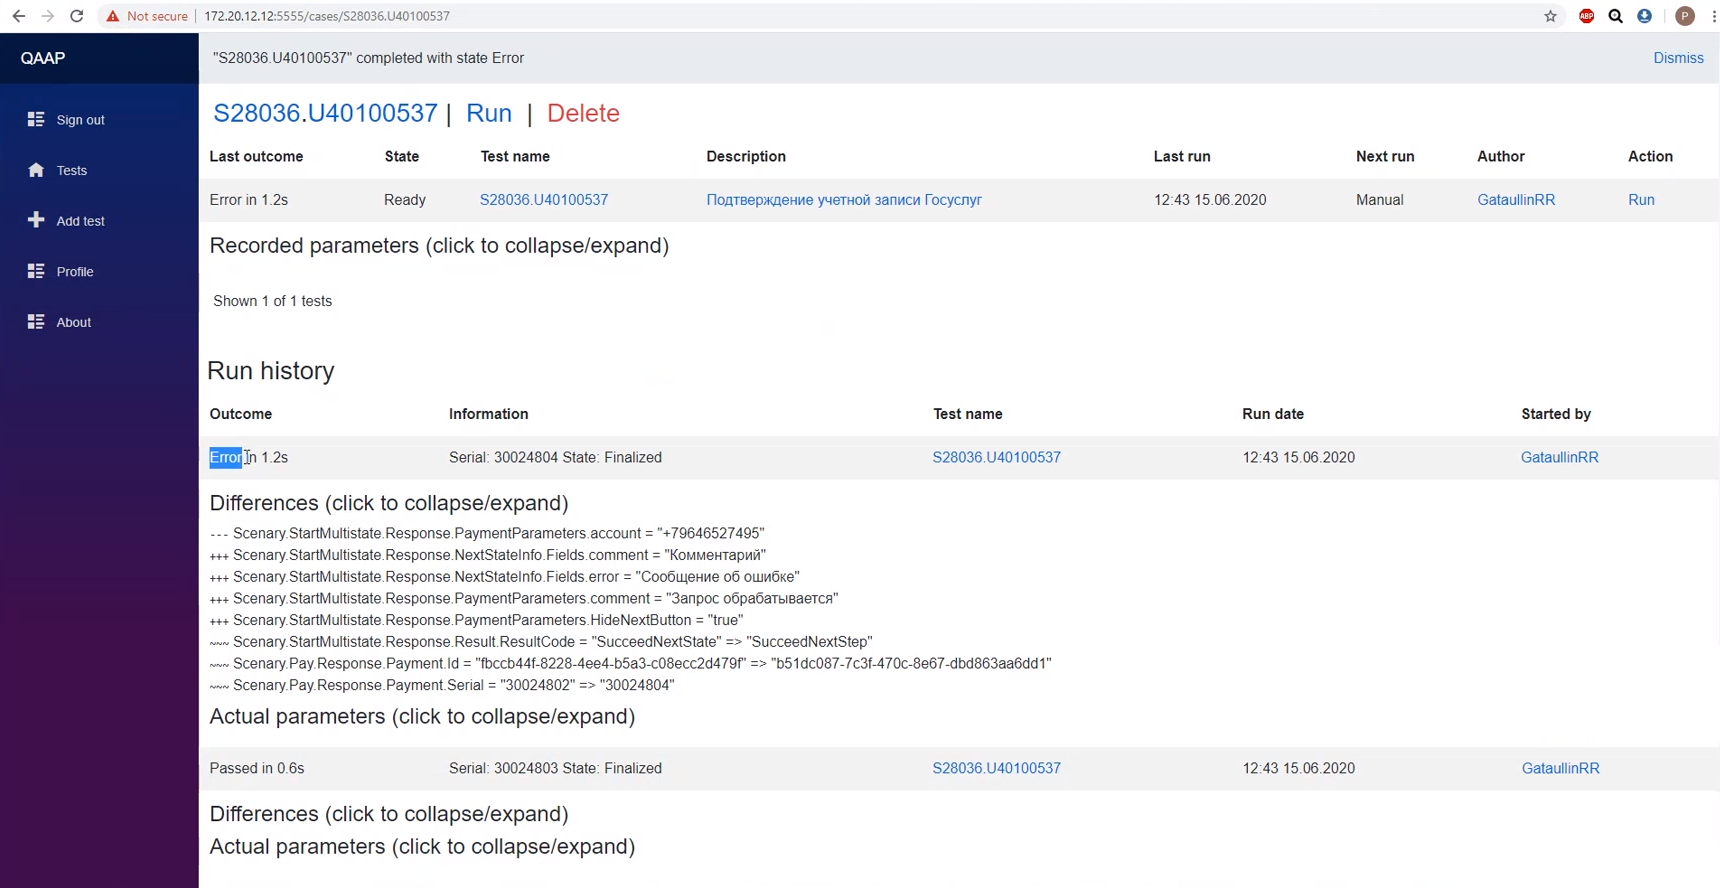 Not secure | 172.20.12.12:5555/cases/S28036.U40100537
ABP
P
QAAP
Sign out
Tests
Add test
Profile
About
"S28036.U40100537" completed with state Error
Dismiss
S28036.U40100537 | Run | Delete
Last outcome State Test name Description Last run Next run Author Action
Error in 1.2s Ready S28036.U40100537 Подтверждение учетной записи Госуслуг 12:43 15.06.2020 Manual GataullinRR Run
Recorded parameters (click to collapse/expand)
Shown 1 of 1 tests
Run history
Outcome Information Test name Run date Started by
Error in 1.2s Serial: 30024804 State: Finalized S28036.U40100537 12:43 15.06.2020 GataullinRR
Differences (click to collapse/expand)
--- Scenary.StartMultistate.Response.PaymentParameters.account = "+79646527495"
+++ Scenary.StartMultistate.Response.NextStateInfo.Fields.comment = "Комментарий"
+++ Scenary.StartMultistate.Response.NextStateInfo.Fields.error = "Сообщение об ошибке"
+++ Scenary.StartMultistate.Response.PaymentParameters.comment = "Запрос обрабатывается"
+++ Scenary.StartMultistate.Response.PaymentParameters.HideNextButton = "true"
~~~ Scenary.StartMultistate.Response.Result.ResultCode = "SucceedNextState" => "SucceedNextStep"
~~~ Scenary.Pay.Response.Payment.Id = "fbccb44f-8228-4ee4-b5a3-c08ecc2d479f" => "b51dc087-7c3f-470c-8e67-dbd863aa6dd1"
~~~ Scenary.Pay.Response.Payment.Serial = "30024802" => "30024804"
Actual parameters (click to collapse/expand)
Passed in 0.6s Serial: 30024803 State: Finalized S28036.U40100537 12:43 15.06.2020 GataullinRR
Differences (click to collapse/expand)
Actual parameters (click to collapse/expand)